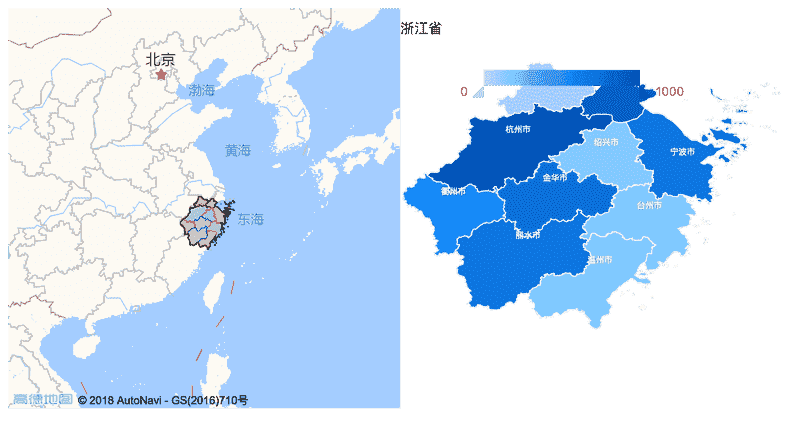 北京
渤海
黄海
东海
高德地图 © 2018 AutoNavi - GS(2016)710号
浙江省
0
1000
杭州市
绍兴市
宁波市
金华市
衢州市
台州市
丽水市
温州市